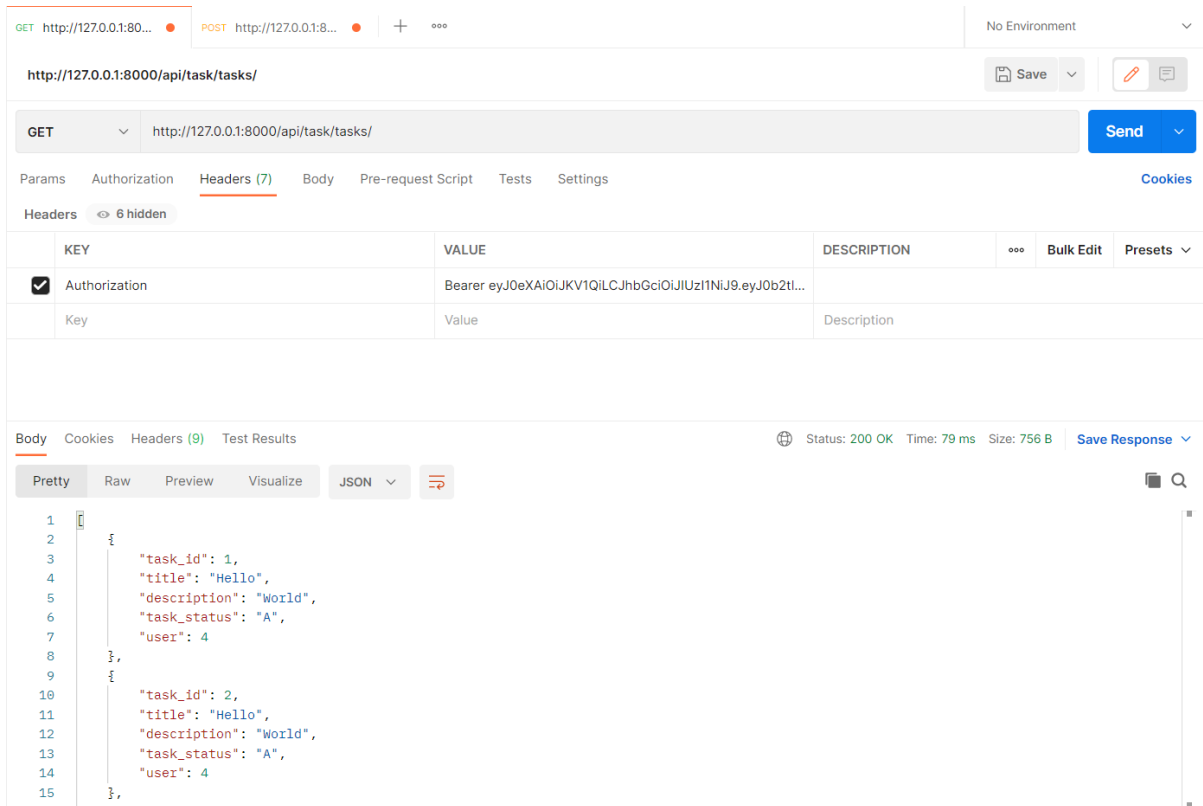 GET http://127.0.0.1:80... POST http://127.0.0.1:8... No Environment
http://127.0.0.1:8000/api/task/tasks/ Save
GET http://127.0.0.1:8000/api/task/tasks/ Send
Params Authorization Headers (7) Body Pre-request Script Tests Settings Cookies
Headers 6 hidden
KEY VALUE DESCRIPTION Bulk Edit Presets
Authorization Bearer eyJ0eXAiOiJKV1QiLCJhbGciOiJIUzI1NiJ9.eyJ0b2tl...
Key Value Description
Body Cookies Headers (9) Test Results Status: 200 OK Time: 79 ms Size: 756 B Save Response
Pretty Raw Preview Visualize JSON
1 [
2 {
3 "task_id": 1,
4 "title": "Hello",
5 "description": "World",
6 "task_status": "A",
7 "user": 4
8 },
9 {
10 "task_id": 2,
11 "title": "Hello",
12 "description": "World",
13 "task_status": "A",
14 "user": 4
15 },